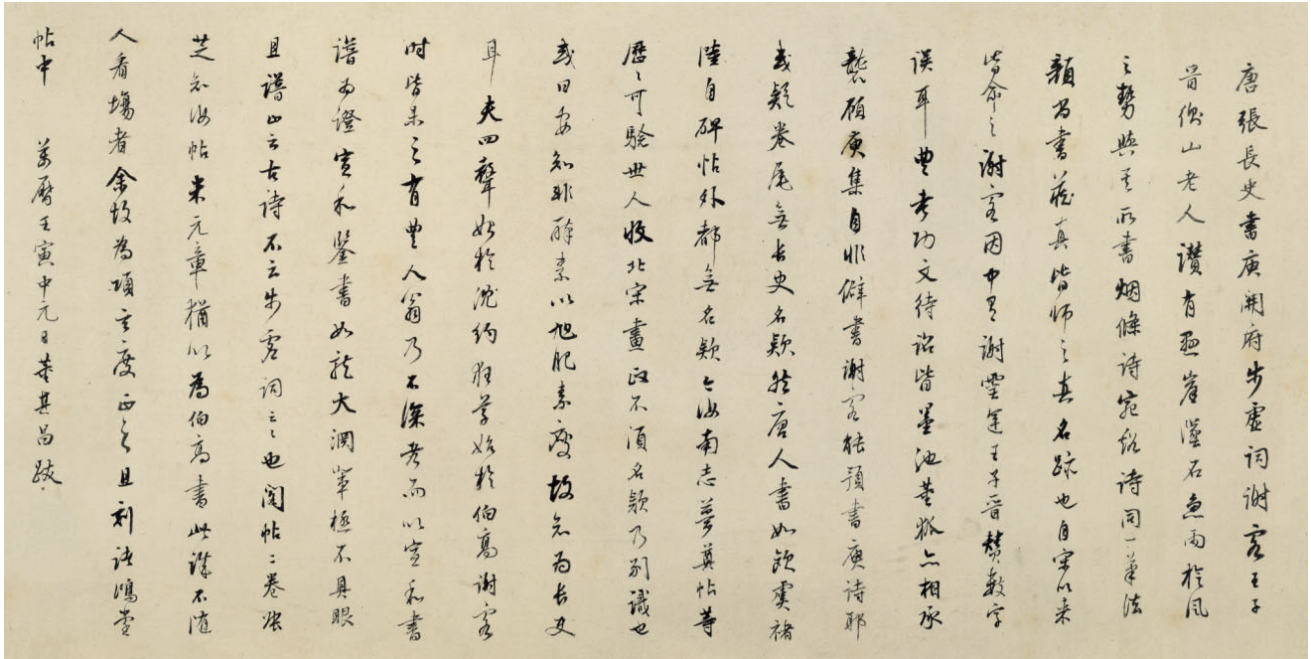 唐張長史書庾開府步虛詞謝客王子
晉衡山老人讚有懸崖墜石急雨旋風
之勢與其所書烟條詩宛谿詩同一筆法
顏尚書藏真皆師之真名跡也自宋以來
皆命之謝客因中有謝靈運王子晉贊數字
誤耳豐考功文待詔皆墨池董狐亦相承
襲顧庾集自非僻書謝客能預書庾詩耶
或疑卷尾無長史名款然唐人書如歐虞褚
陸自碑帖外都無名款今汝南志夢奠帖等
歷歷可驗世人收北宋畫政不須名款乃別識也
或曰安知非醉素以旭肥素瘦故知為長史
耳夫四聲始於沈約狂草始於伯高謝客
時皆未之有豐人翁乃不深考而以宣和書
譜為證宣和鑒書如龍大淵輩極不具眼
且譜止云古詩不云步虛詞云云也閣帖二卷張
芝知汝帖米元章猶以為伯高書此謀不隨
人看場者余故為項玄度正之且刻諸鴻堂
帖中 萬曆壬寅中元日董其昌跋